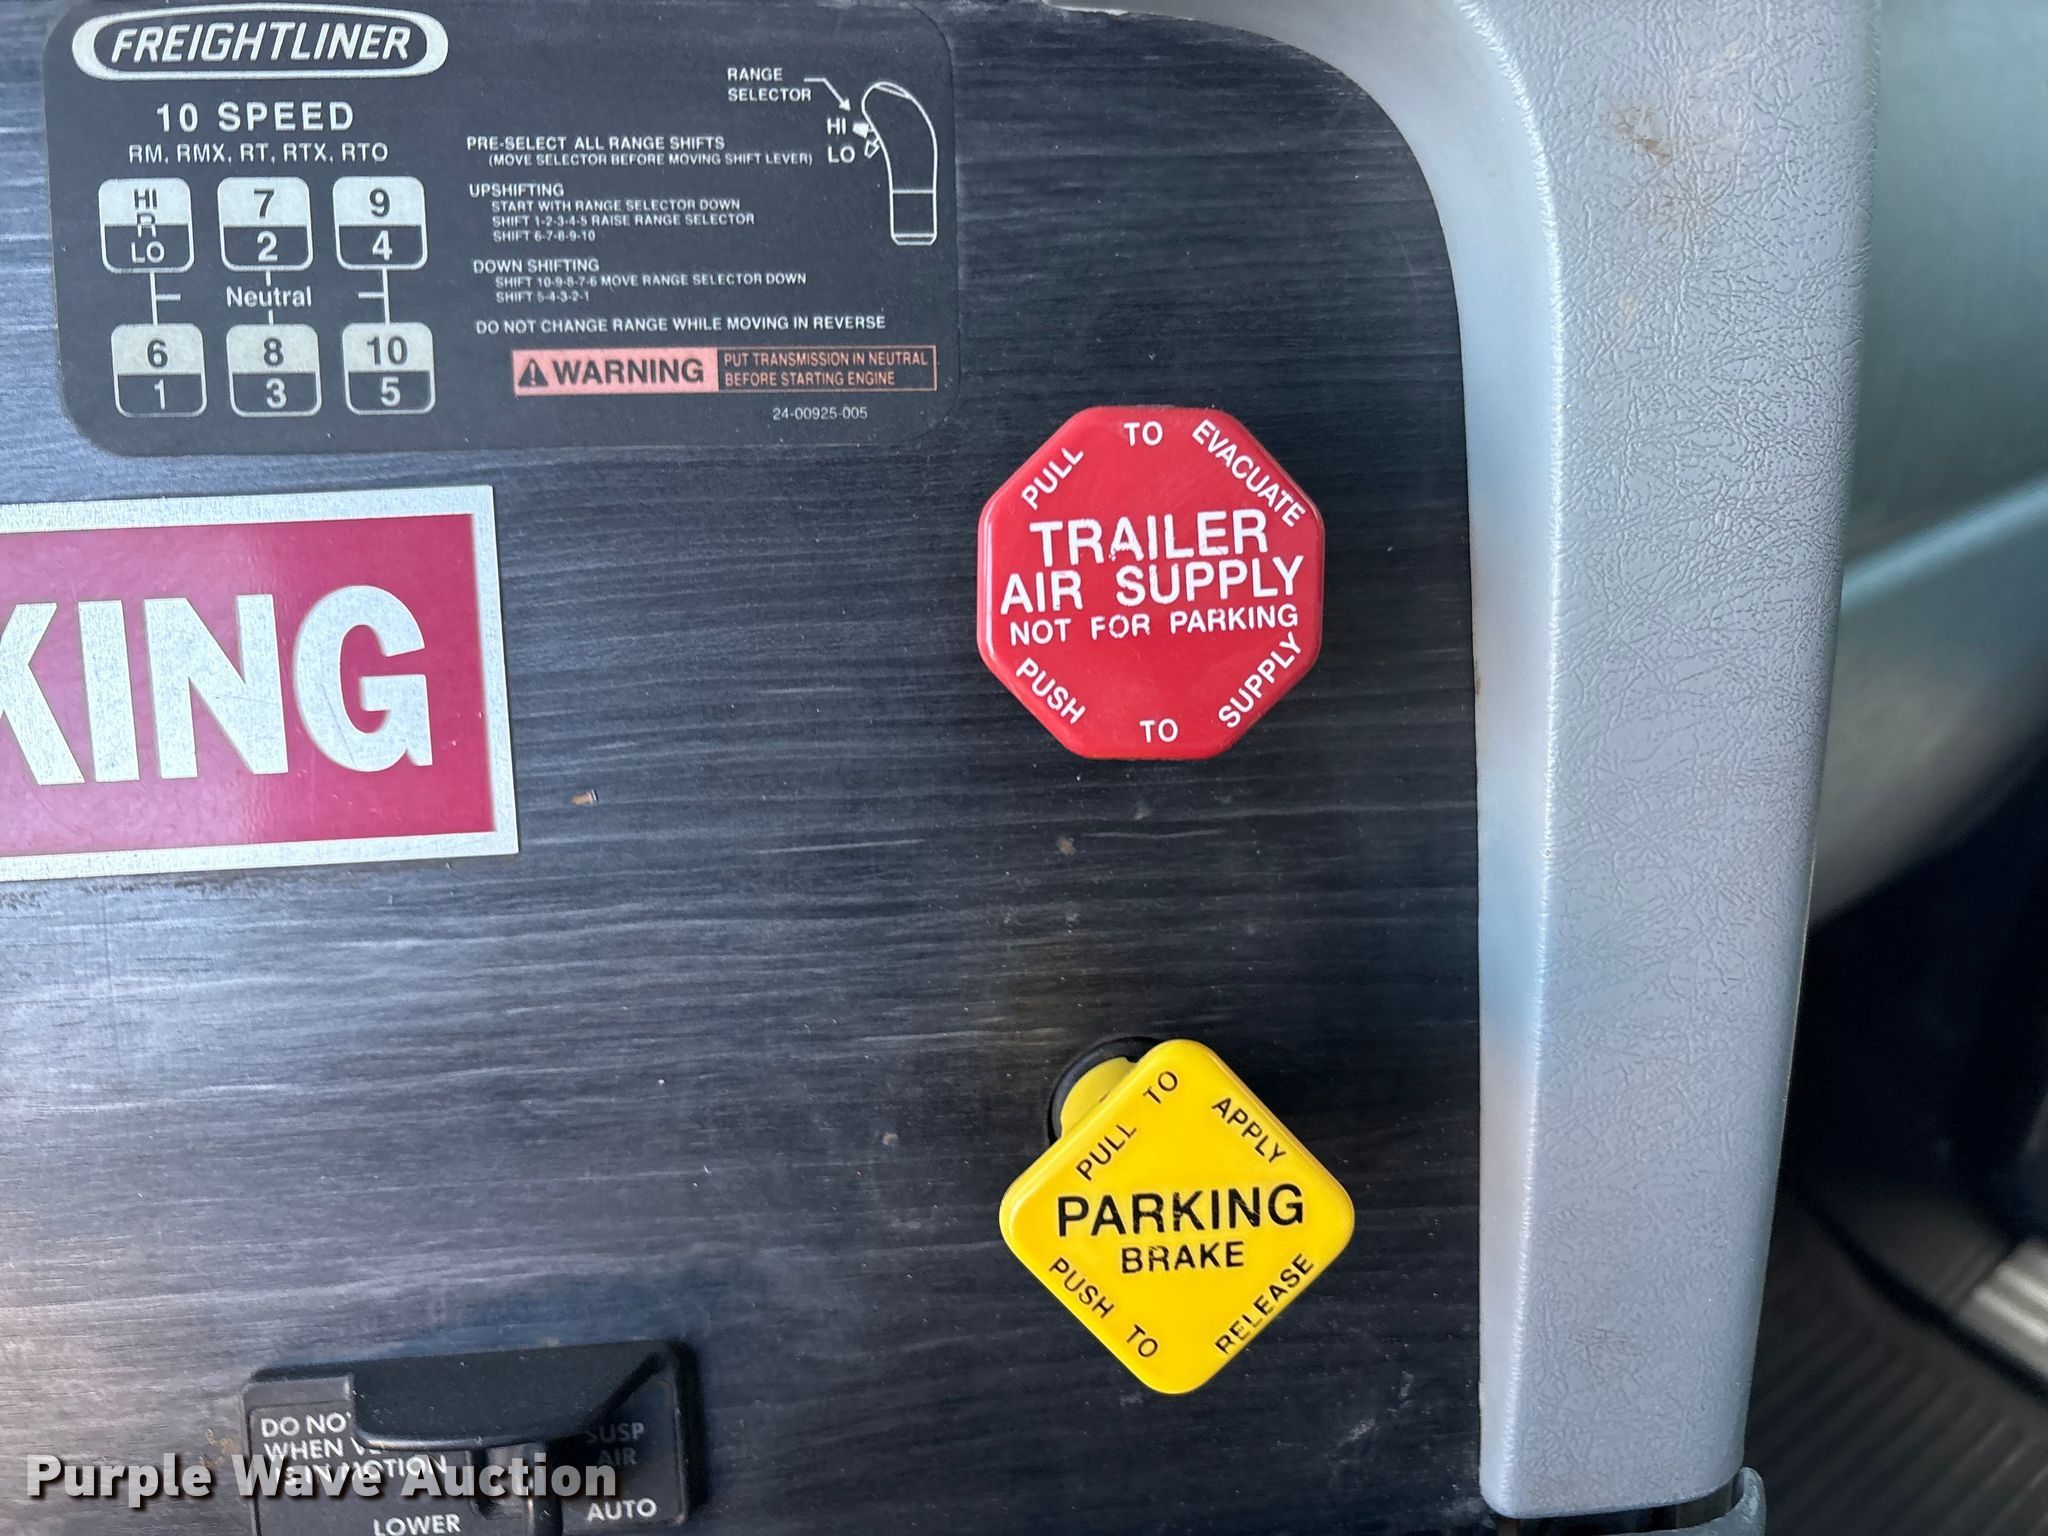 FREIGHTLINER
10 SPEED
RM, RMX, RT, RTX, RTO
HI 7 9
R
LO 2 4
Neutral
6 8 10
1 3 5
RANGE
SELECTOR
HI
LO
PRE-SELECT ALL RANGE SHIFTS
(MOVE SELECTOR BEFORE MOVING SHIFT LEVER)
UPSHIFTING
START WITH RANGE SELECTOR DOWN
SHIFT 1-2-3-4-5 RAISE RANGE SELECTOR
SHIFT 6-7-8-9-10
DOWN SHIFTING
SHIFT 10-9-8-7-6 MOVE RANGE SELECTOR DOWN
SHIFT 5-4-3-2-1
DO NOT CHANGE RANGE WHILE MOVING IN REVERSE
WARNING
PUT TRANSMISSION IN NEUTRAL
BEFORE STARTING ENGINE
24-00925-005
KING
PULL TO EVACUATE
TRAILER
AIR SUPPLY
NOT FOR PARKING
PUSH TO SUPPLY
PULL TO APPLY
PARKING
BRAKE
PUSH TO RELEASE
DO NO
WHEN
IS IN MOTION
LOWER
SUSP
AIR
AUTO
Purple Wave Auction